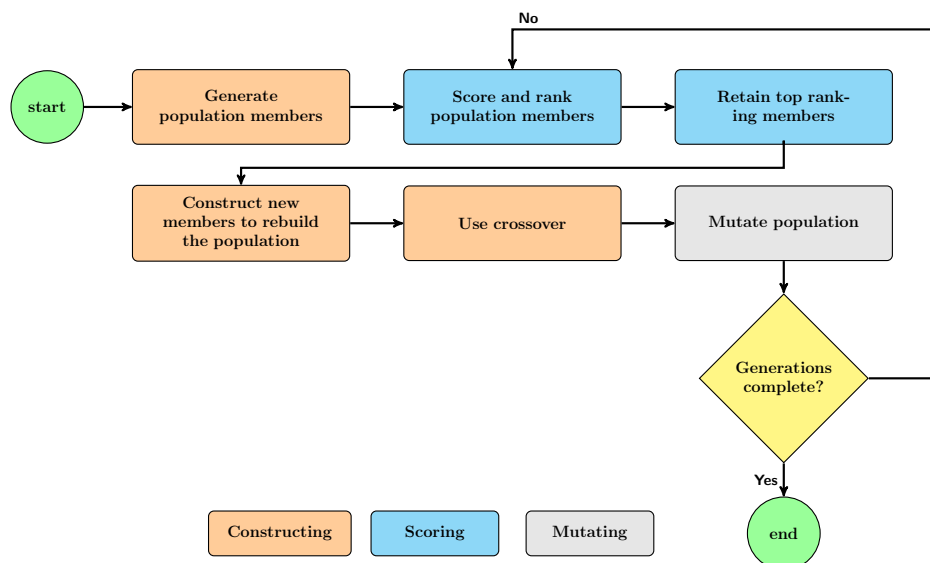 No
start
Generate
population members
Score and rank
population members
Retain top rank-
ing members
Construct new
members to rebuild
the population
Use crossover
Mutate population
Generations
complete?
Yes
end
Constructing
Scoring
Mutating